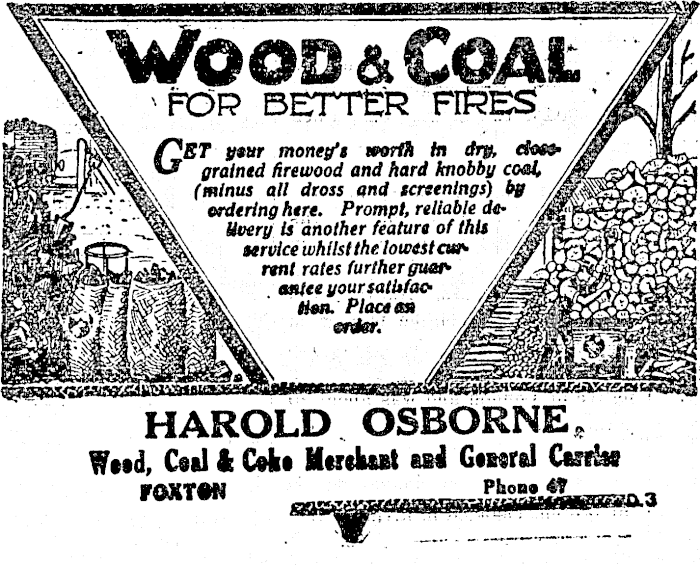 WOOD & COAL
FOR BETTER FIRES
GET your money's worth in dry, close-
grained firewood and hard knobby coal,
(minus all dross and screenings) by
ordering here. Prompt, reliable de-
livery is another feature of this
service whilst the lowest cur-
rent rates further guar-
antee your satisfac-
tion. Place an
order.
HAROLD OSBORNE,
Wood, Coal & Coke Merchant and General Carrier
FOXTON Phone 47
D.3